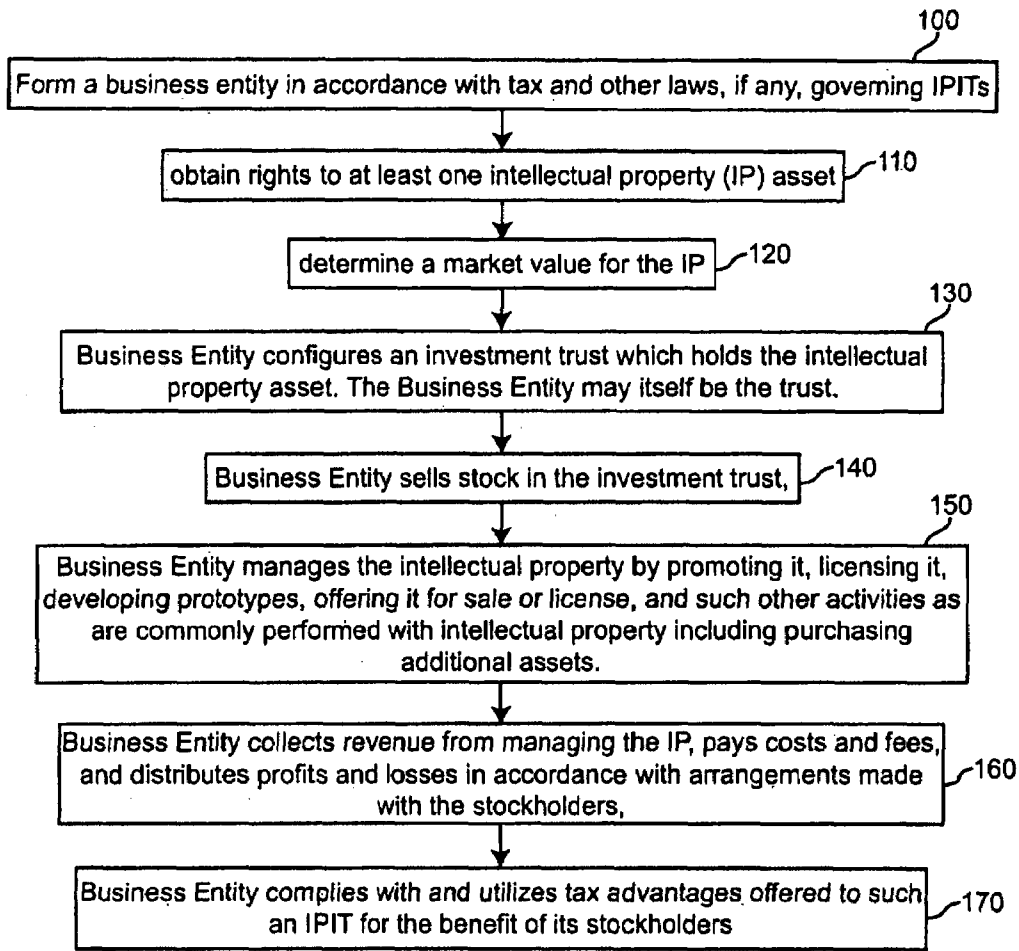 100
Form a business entity in accordance with tax and other laws, if any, governing IPITs
obtain rights to at least one intellectual property (IP) asset
110
determine a market value for the IP
120
130
Business Entity configures an investment trust which holds the intellectual
property asset. The Business Entity may itself be the trust.
Business Entity sells stock in the investment trust,
140
150
Business Entity manages the intellectual property by promoting it, licensing it,
developing prototypes, offering it for sale or license, and such other activities as
are commonly performed with intellectual property including purchasing
additional assets.
Business Entity collects revenue from managing the IP, pays costs and fees,
and distributes profits and losses in accordance with arrangements made
with the stockholders,
160
Business Entity complies with and utilizes tax advantages offered to such
an IPIT for the benefit of its stockholders
170